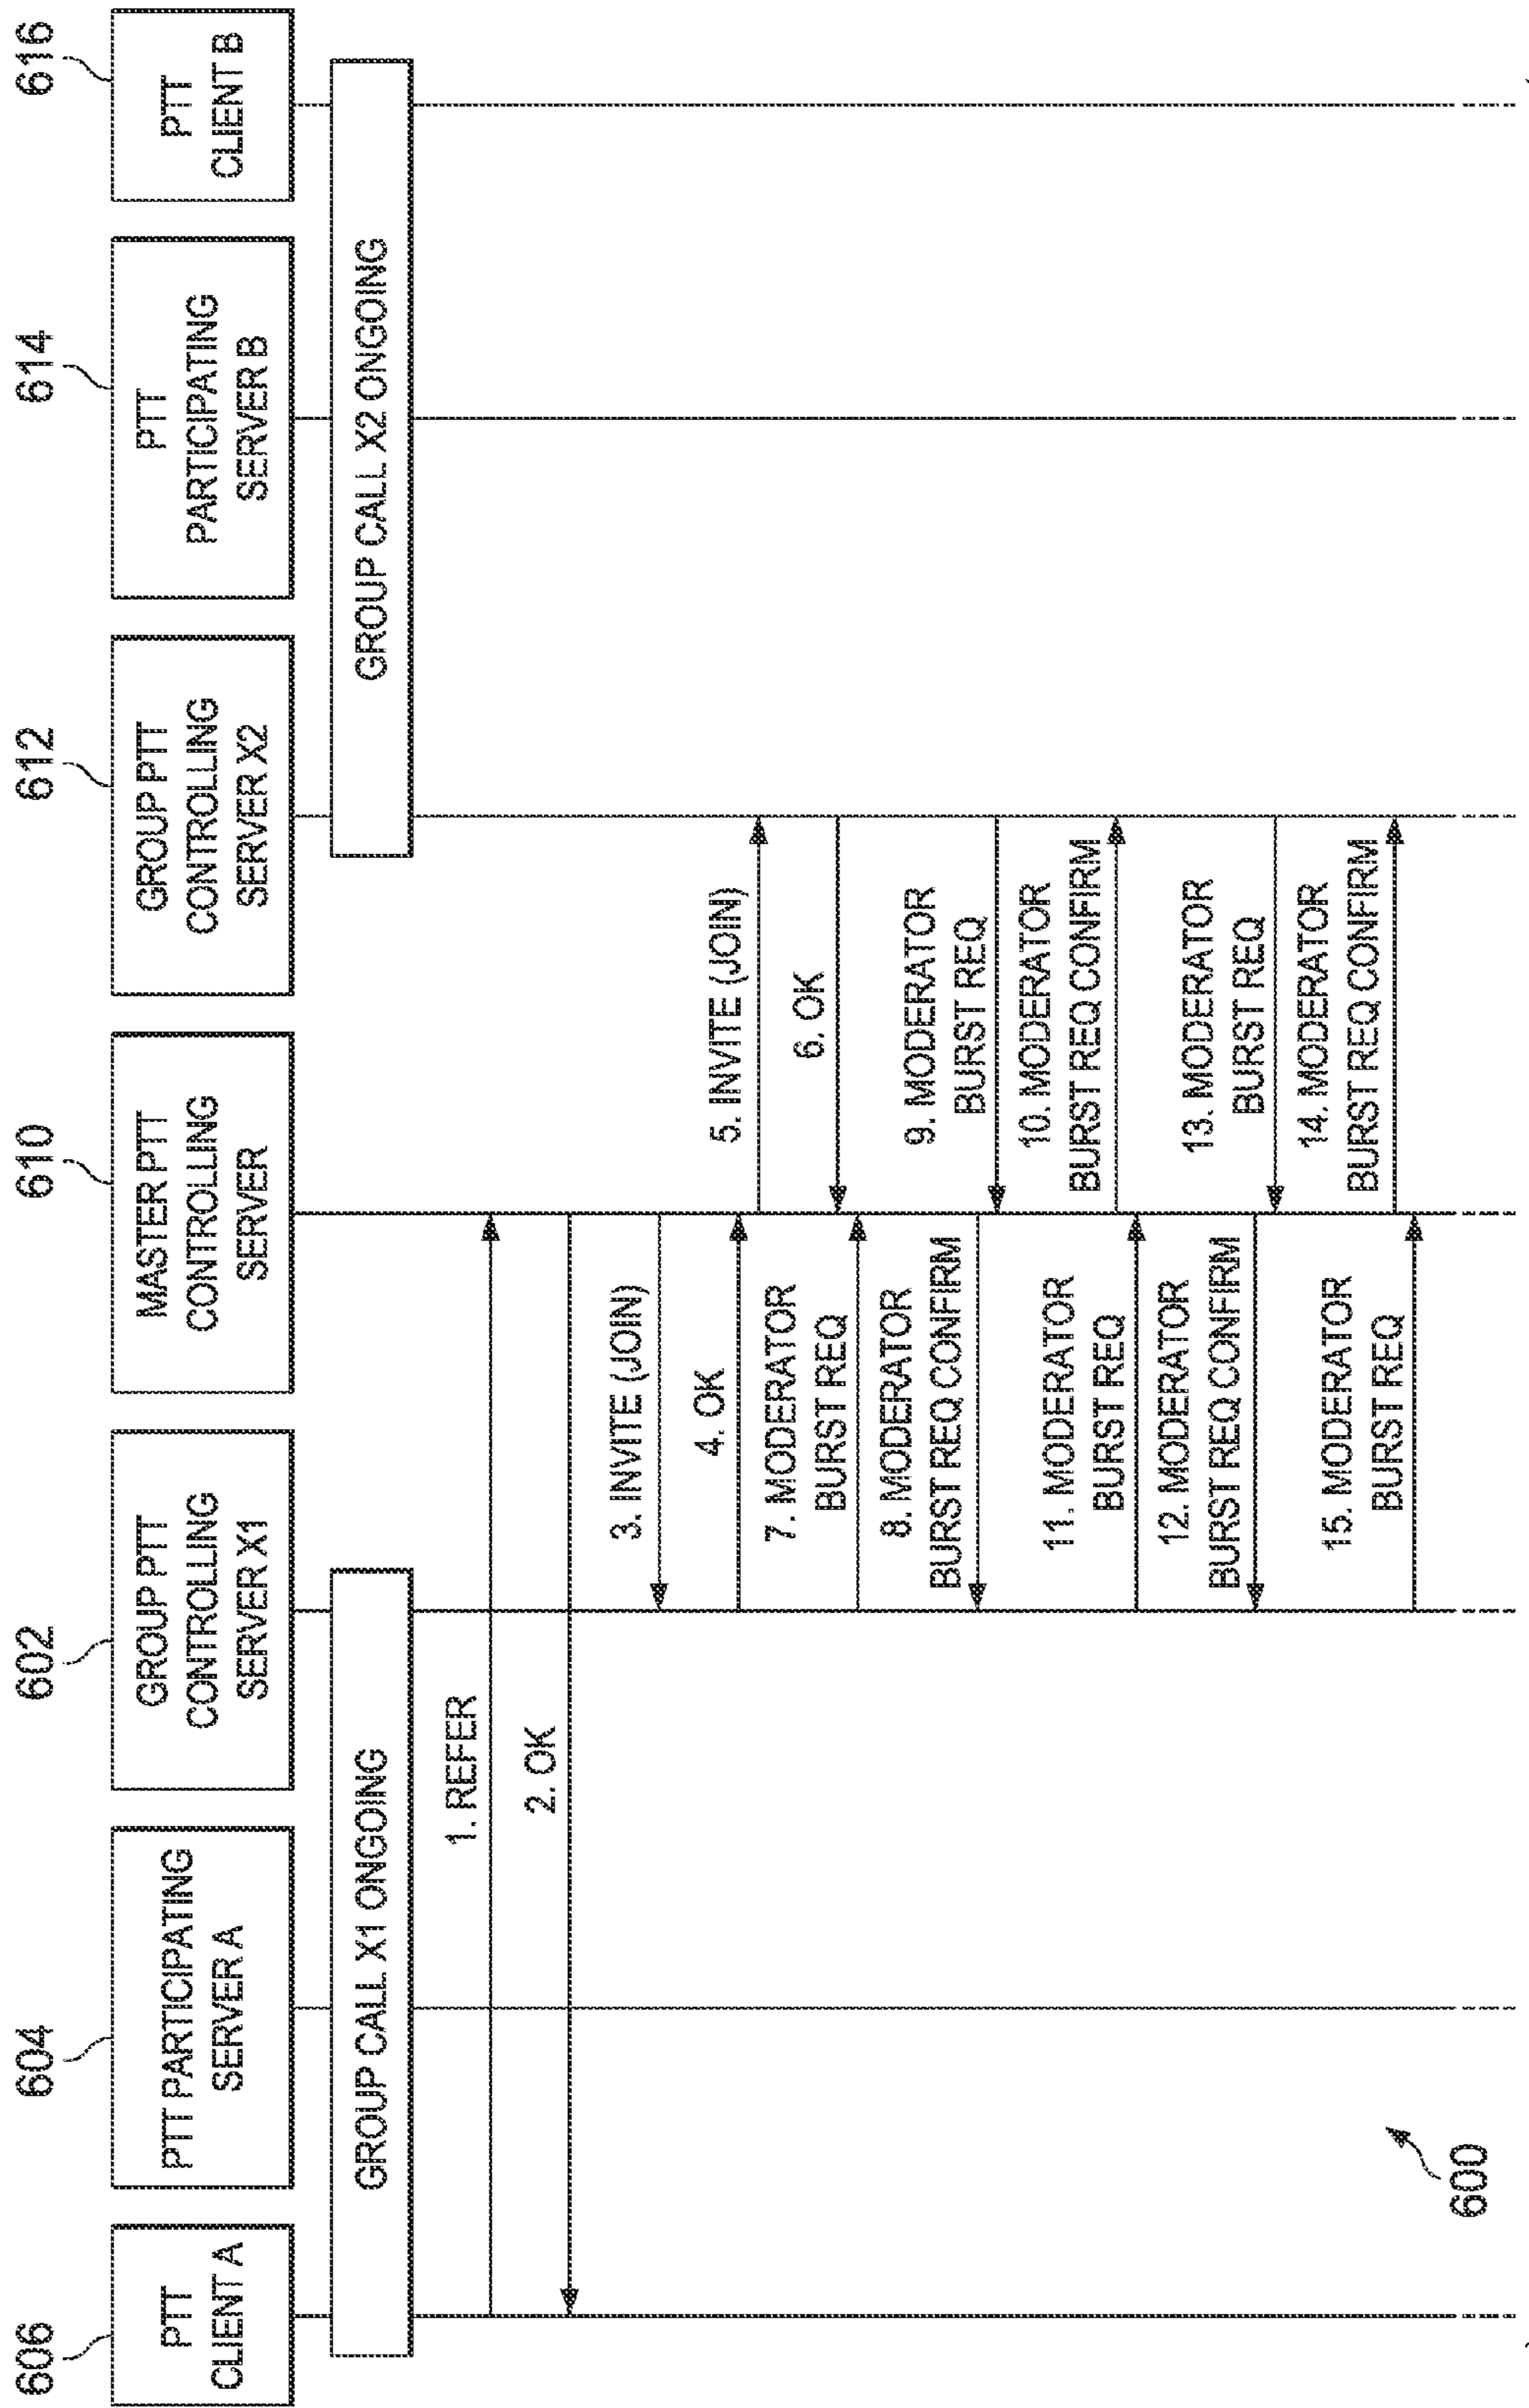 606
604
602
610
612
614
616
PTT
CLIENT A
PTT PARTICIPATING
SERVER A
GROUP PTT
CONTROLLING
SERVER X1
MASTER PTT
CONTROLLING
SERVER
GROUP PTT
CONTROLLING
SERVER X2
PTT
PARTICIPATING
SERVER B
PTT
CLIENT B
GROUP CALL X1 ONGOING
GROUP CALL X2 ONGOING
1. REFER
2. OK
3. INVITE (JOIN)
4. OK
5. INVITE (JOIN)
6. OK
7. MODERATOR
BURST REQ
8. MODERATOR
BURST REQ CONFIRM
9. MODERATOR
BURST REQ
10. MODERATOR
BURST REQ CONFIRM
11. MODERATOR
BURST REQ
12. MODERATOR
BURST REQ CONFIRM
13. MODERATOR
BURST REQ
14. MODERATOR
BURST REQ CONFIRM
15. MODERATOR
BURST REQ
600